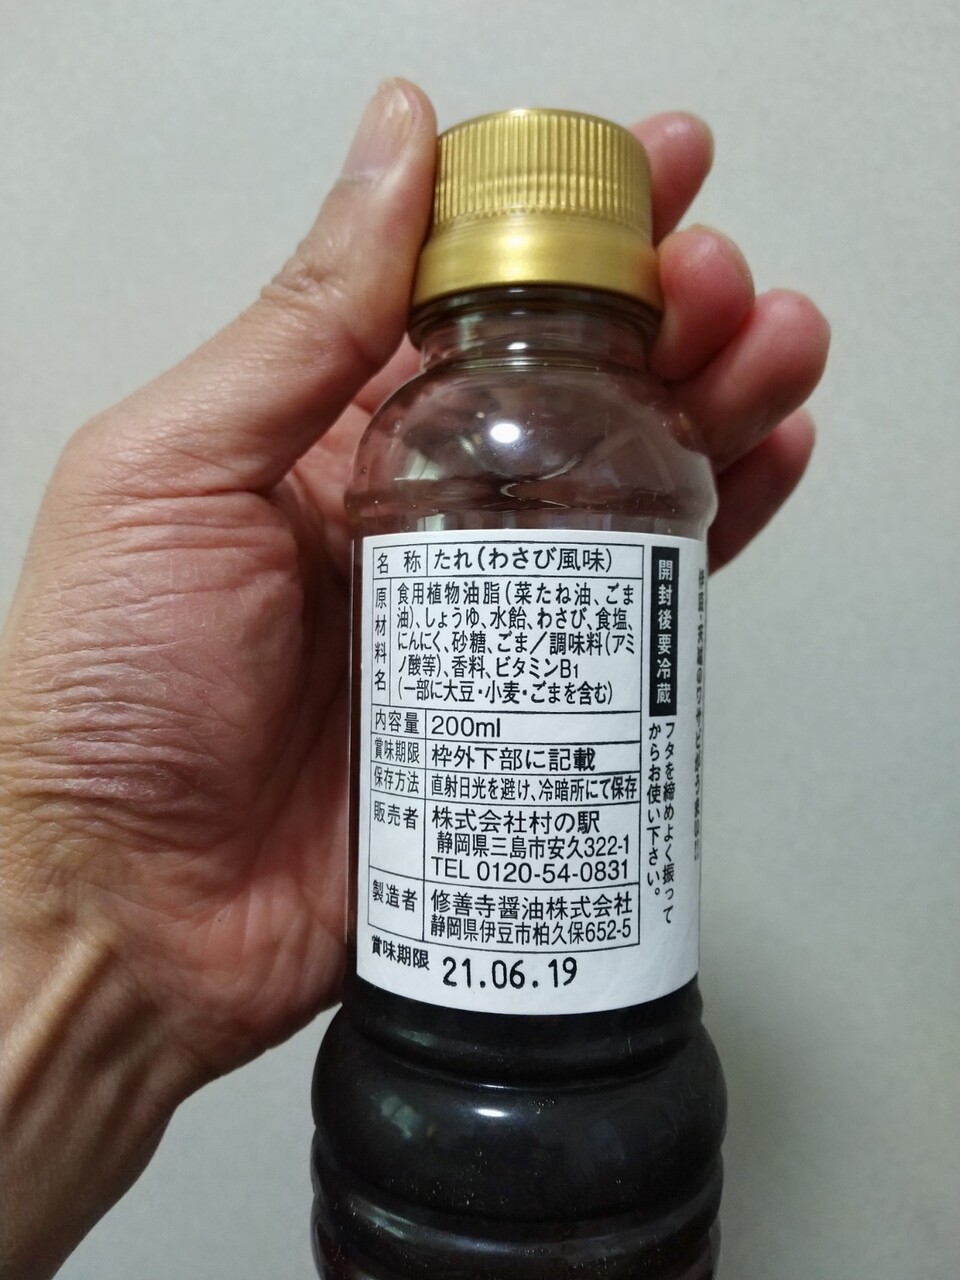 名称 たれ(わさび風味)
原材料名 食用植物油脂(菜たね油、ごま
油)、しょうゆ、水飴、わさび、食塩、
にんにく、砂糖、ごま/調味料(アミ
ノ酸等)、香料、ビタミンB1
(一部に大豆・小麦・ごまを含む)
内容量 200ml
賞味期限 枠外下部に記載
保存方法 直射日光を避け、冷暗所にて保存
販売者 株式会社村の駅
静岡県三島市安久322-1
TEL 0120-54-0831
製造者 修善寺醤油株式会社
静岡県伊豆市柏久保652-5
賞味期限 21.06.19
開封後要冷蔵
フタを締めよく振って
からお使い下さい。